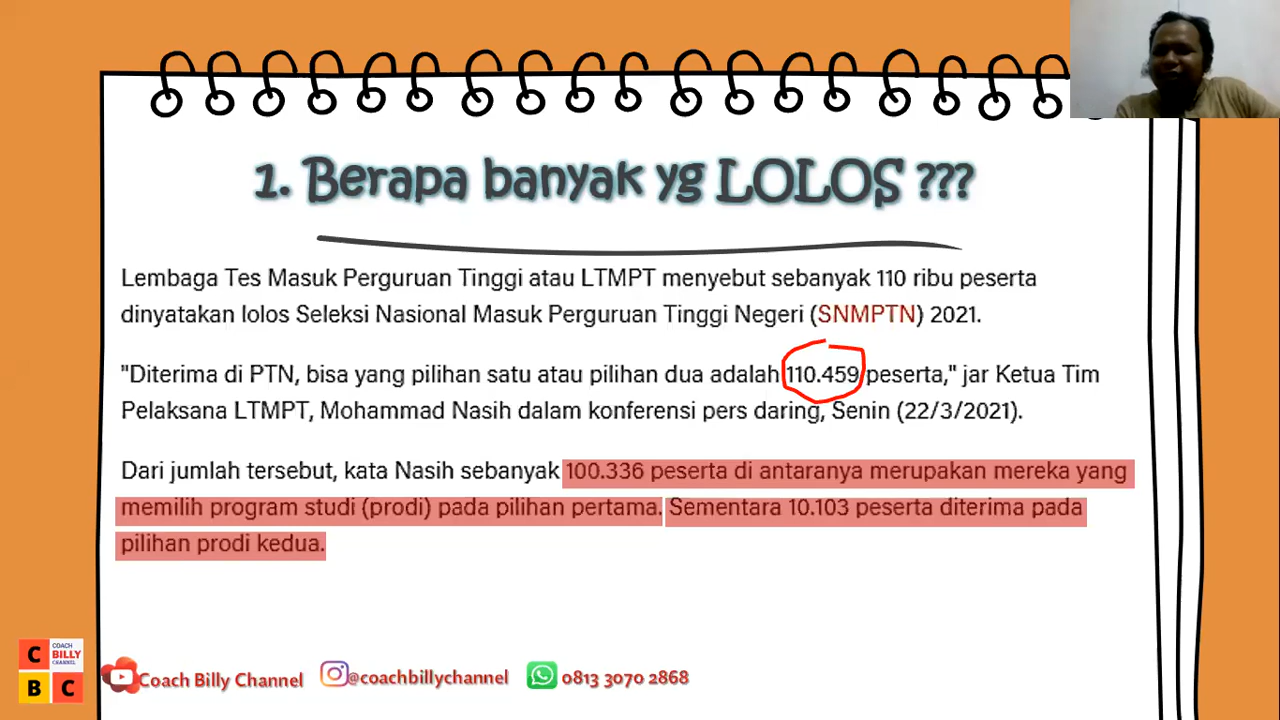 1. Berapa banyak yg LOLOS ???
Lembaga Tes Masuk Perguruan Tinggi atau LTMPT menyebut sebanyak 110 ribu peserta
dinyatakan lolos Seleksi Nasional Masuk Perguruan Tinggi Negeri (SNMPTN) 2021.
"Diterima di PTN, bisa yang pilihan satu atau pilihan dua adalah 110.459 peserta," jar Ketua Tim
Pelaksana LTMPT, Mohammad Nasih dalam konferensi pers daring, Senin (22/3/2021).
Dari jumlah tersebut, kata Nasih sebanyak 100.336 peserta di antaranya merupakan mereka yang
memilih program studi (prodi) pada pilihan pertama. Sementara 10.103 peserta diterima pada
pilihan prodi kedua.
C COACH BILLY CHANNEL
B C
Coach Billy Channel @coachbillychannel 0813 3070 2868